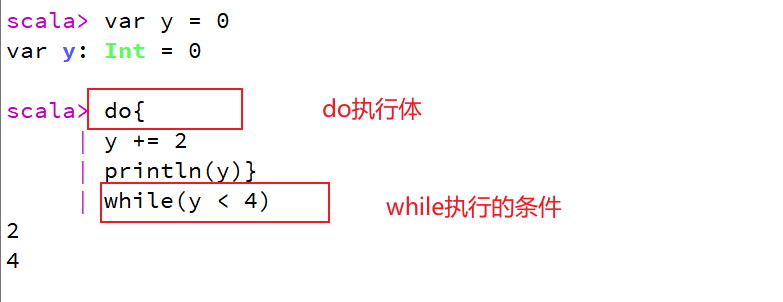 scala> var y = 0
var y: Int = 0
scala> do{
do执行体
| y += 2
| println(y)}
| while(y < 4)
while执行的条件
2
4